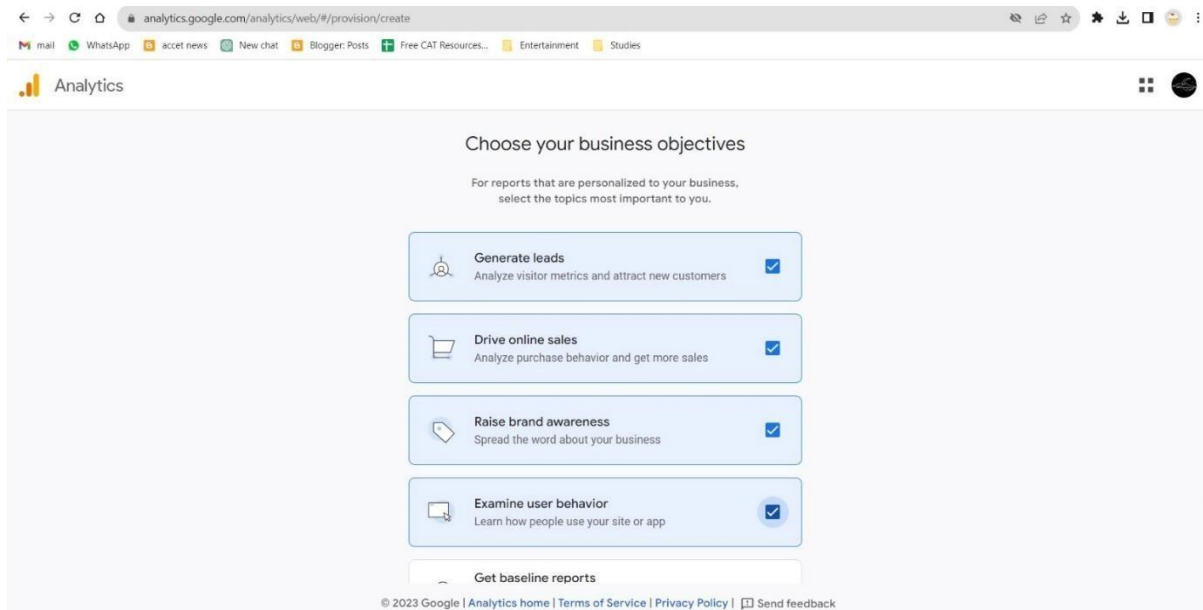 analytics.google.com/analytics/web/#/provision/create
mail WhatsApp accet news New chat Blogger: Posts Free CAT Resources... Entertainment Studies
Analytics
Choose your business objectives
For reports that are personalized to your business,
select the topics most important to you.
Generate leads
Analyze visitor metrics and attract new customers
Drive online sales
Analyze purchase behavior and get more sales
Raise brand awareness
Spread the word about your business
Examine user behavior
Learn how people use your site or app
Get baseline reports
© 2023 Google | Analytics home | Terms of Service | Privacy Policy | Send feedback